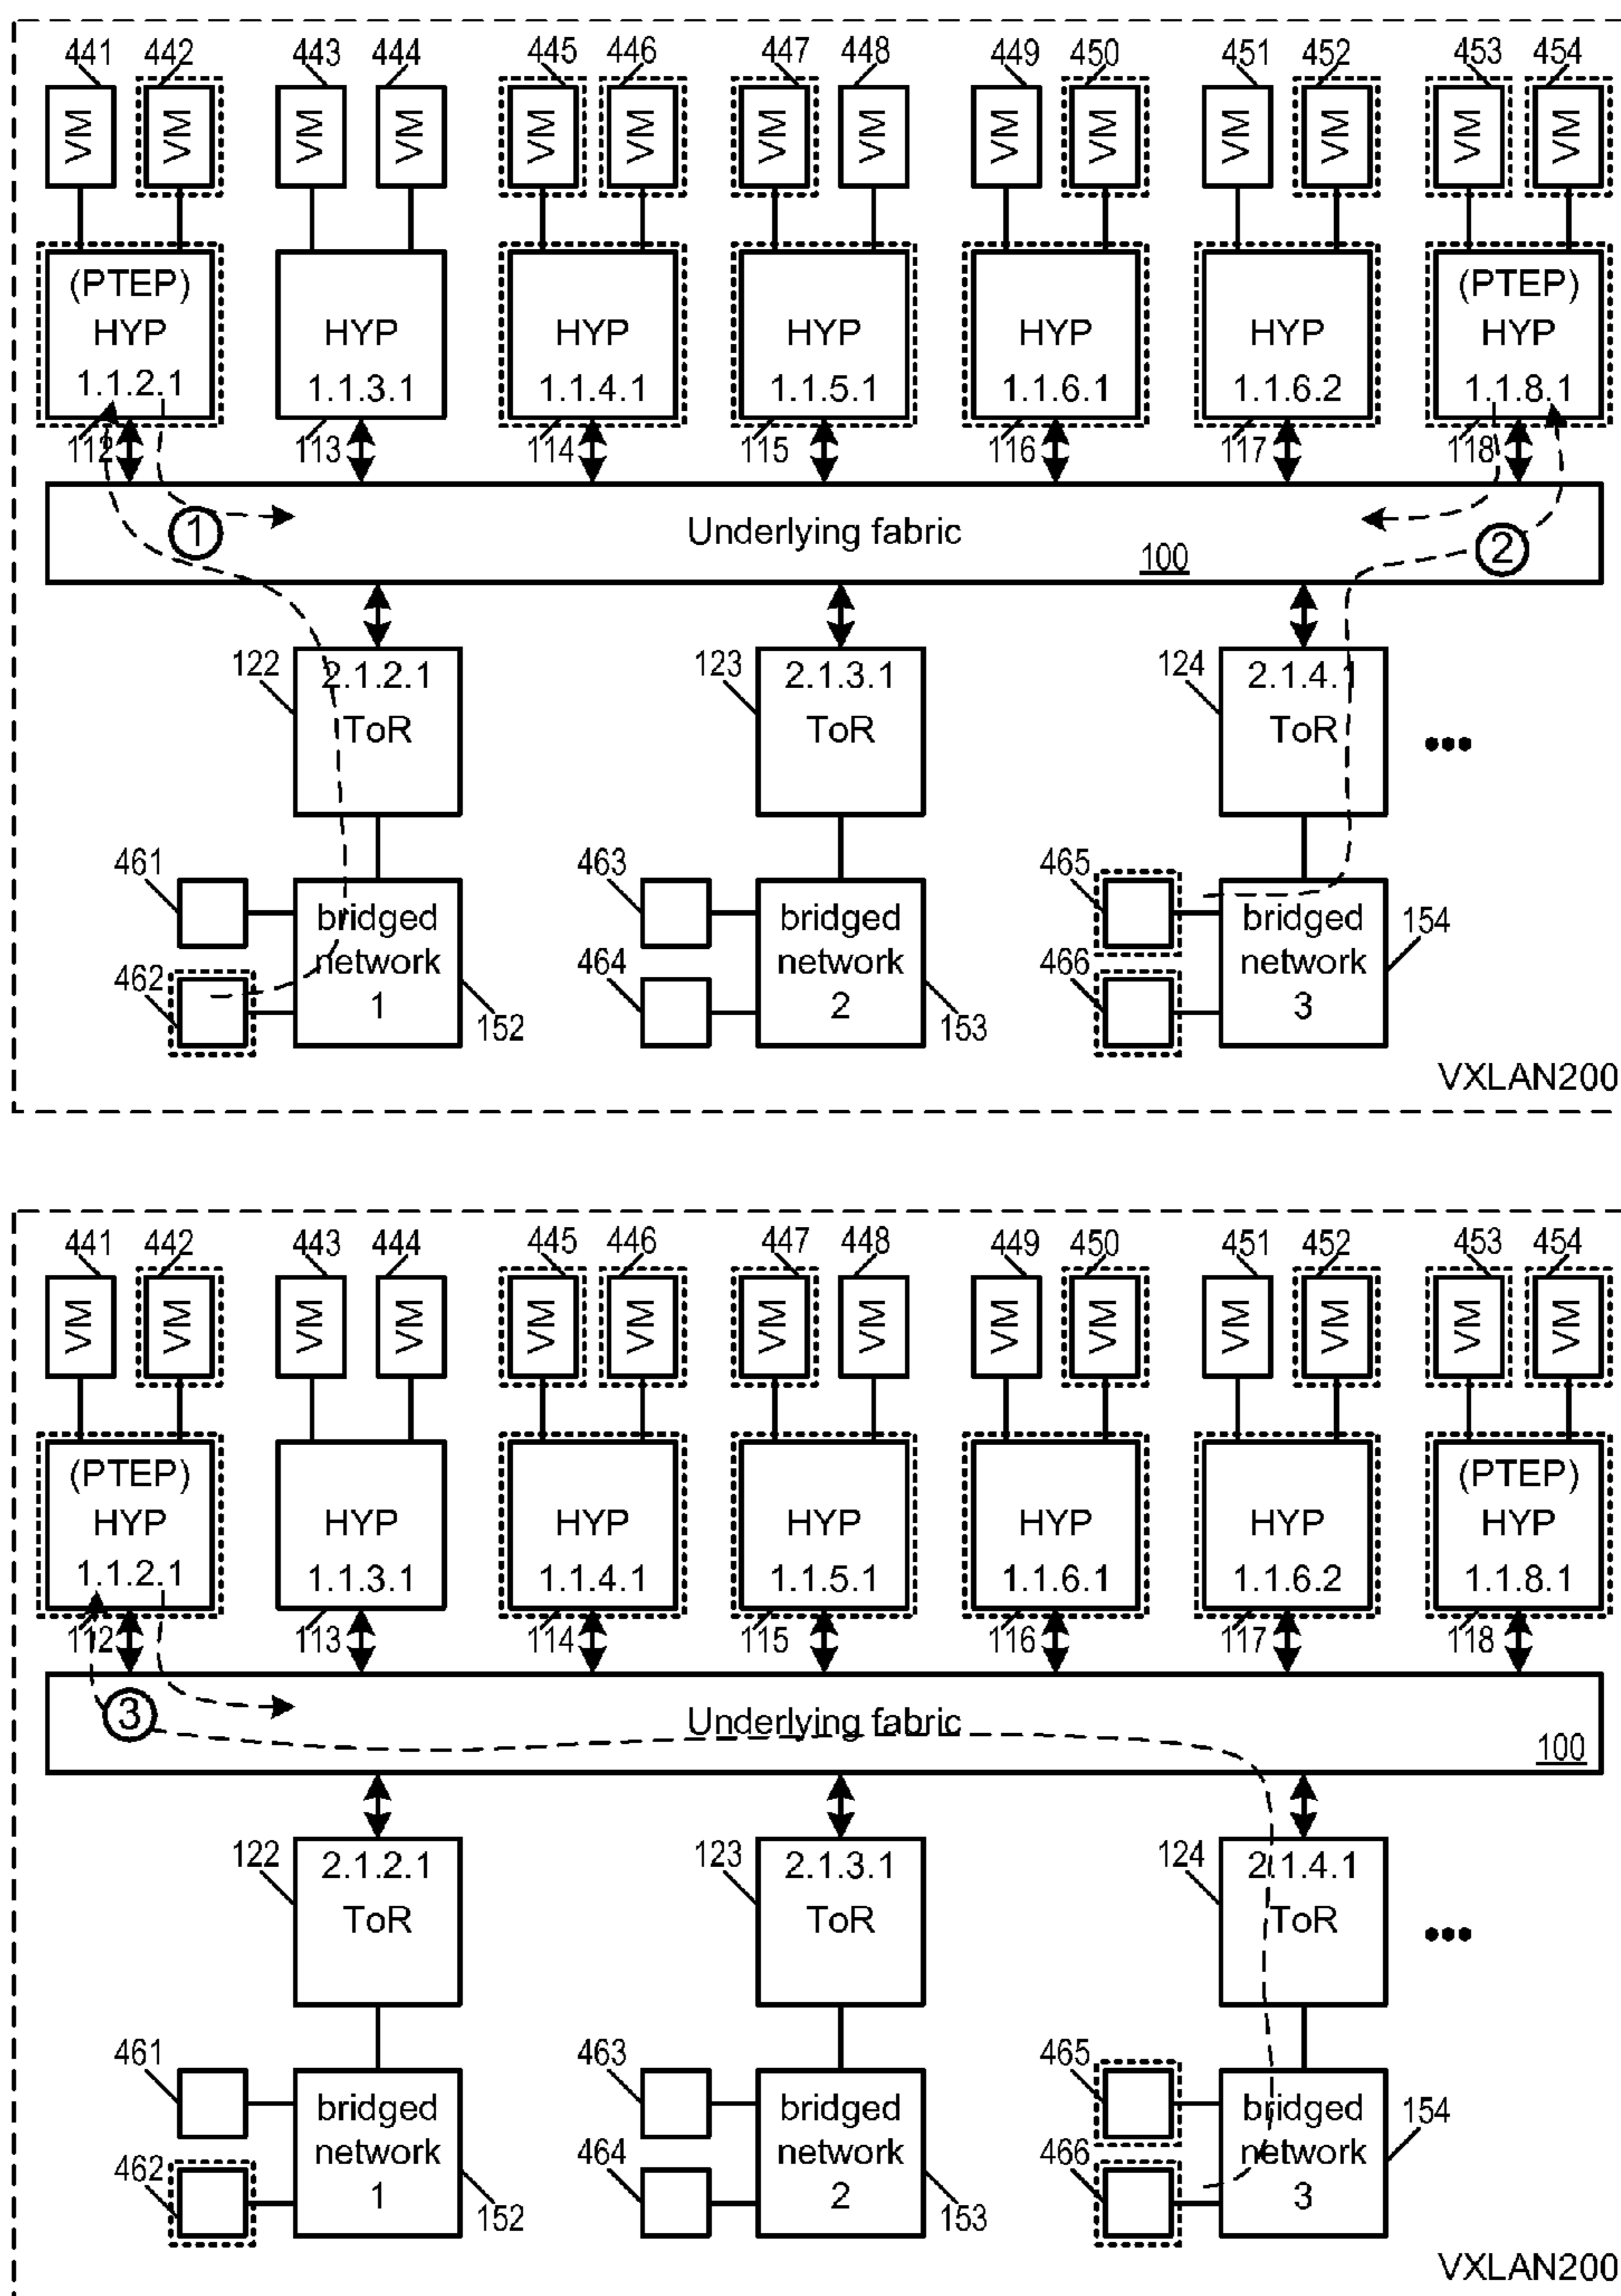 441 442 443 444 445 446 447 448 449 450 451 452 453 454
VM VM VM VM VM VM VM VM VM VM VM VM VM VM
(PTEP) (PTEP)
HYP HYP HYP HYP HYP HYP HYP
1.1.2.1 1.1.3.1 1.1.4.1 1.1.5.1 1.1.6.1 1.1.6.2 1.1.8.1
112 113 114 115 116 117 118
1 Underlying fabric 100 2
122 2.1.2.1 123 2.1.3.1 124 2.1.4.1
ToR ToR ToR •••
461 463 465
bridged bridged bridged 154
462 network 464 network 466 network
1 152 2 153 3
VXLAN200
441 442 443 444 445 446 447 448 449 450 451 452 453 454
VM VM VM VM VM VM VM VM VM VM VM VM VM VM
(PTEP) (PTEP)
HYP HYP HYP HYP HYP HYP HYP
1.1.2.1 1.1.3.1 1.1.4.1 1.1.5.1 1.1.6.1 1.1.6.2 1.1.8.1
112 113 114 115 116 117 118
3 Underlying fabric 100
122 2.1.2.1 123 2.1.3.1 124 2.1.4.1
ToR ToR ToR •••
461 463 465
bridged bridged bridged 154
462 network 464 network 466 network
1 152 2 153 3
VXLAN200